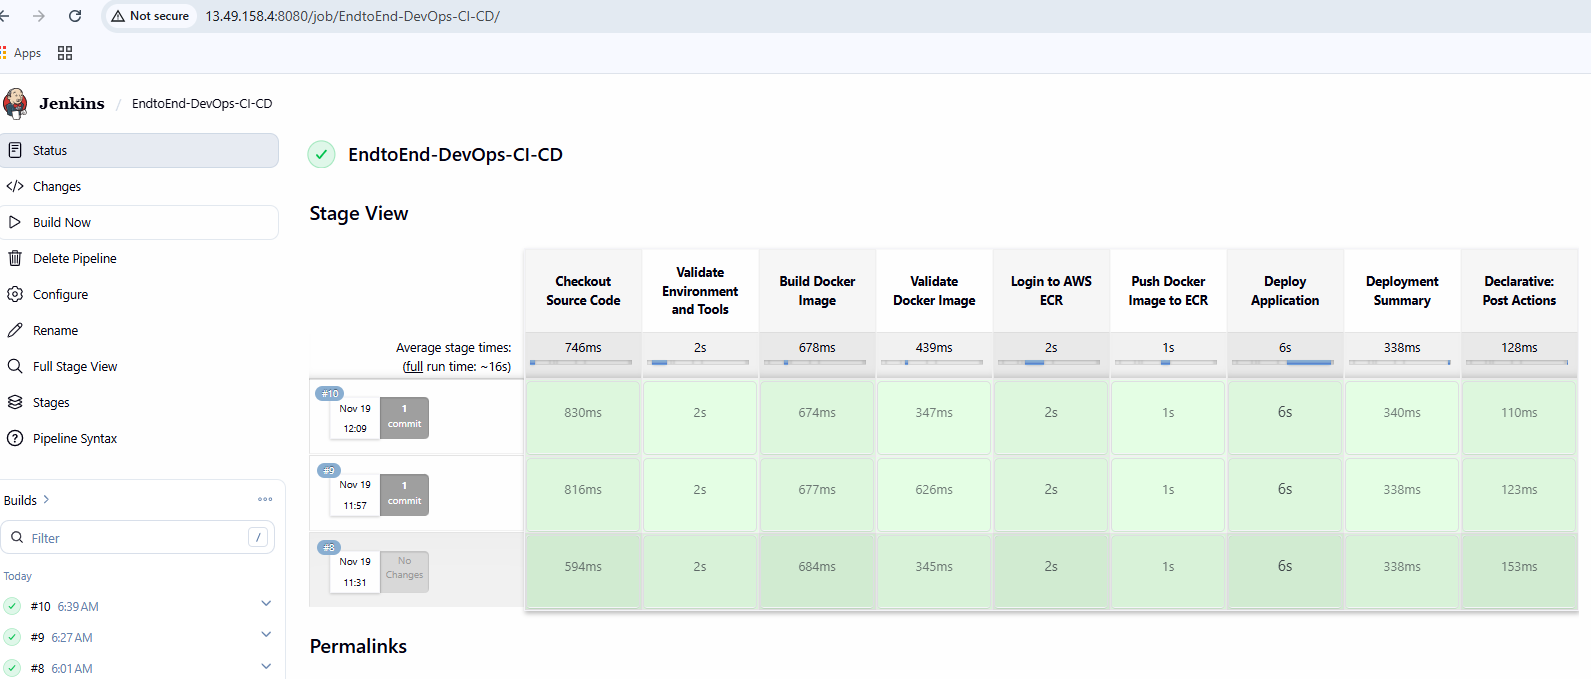 Not secure 13.49.158.4:8080/job/EndtoEnd-DevOps-CI-CD/
Apps
Jenkins / EndtoEnd-DevOps-CI-CD
Status
Changes
Build Now
Delete Pipeline
Configure
Rename
Full Stage View
Stages
Pipeline Syntax
Builds
Filter /
Today
#10 6:39 AM
#9 6:27 AM
#8 6:01 AM
EndtoEnd-DevOps-CI-CD
Stage View
Checkout
Source Code
Validate
Environment
and Tools
Build Docker
Image
Validate
Docker Image
Login to AWS
ECR
Push Docker
Image to ECR
Deploy
Application
Deployment
Summary
Declarative:
Post Actions
Average stage times:
(full run time: ~16s)
746ms 2s 678ms 439ms 2s 1s 6s 338ms 128ms
#10
Nov 19
12:09
1
commit
830ms 2s 674ms 347ms 2s 1s 6s 340ms 110ms
#9
Nov 19
11:57
1
commit
816ms 2s 677ms 626ms 2s 1s 6s 338ms 123ms
#8
Nov 19
11:31
No
Changes
594ms 2s 684ms 345ms 2s 1s 6s 338ms 153ms
Permalinks